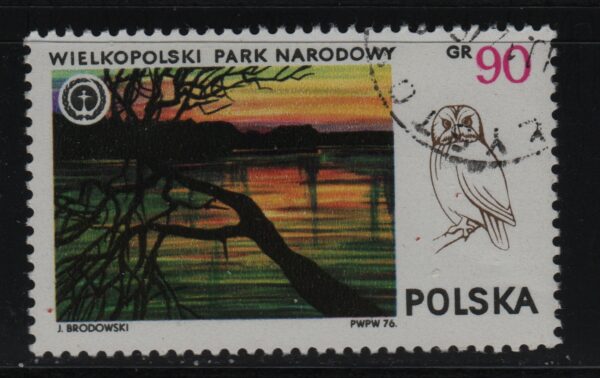 WIELKOPOLSKI PARK NARODOWY
GR 90
POLSKA
J. BRODOWSKI
PWPW 76.